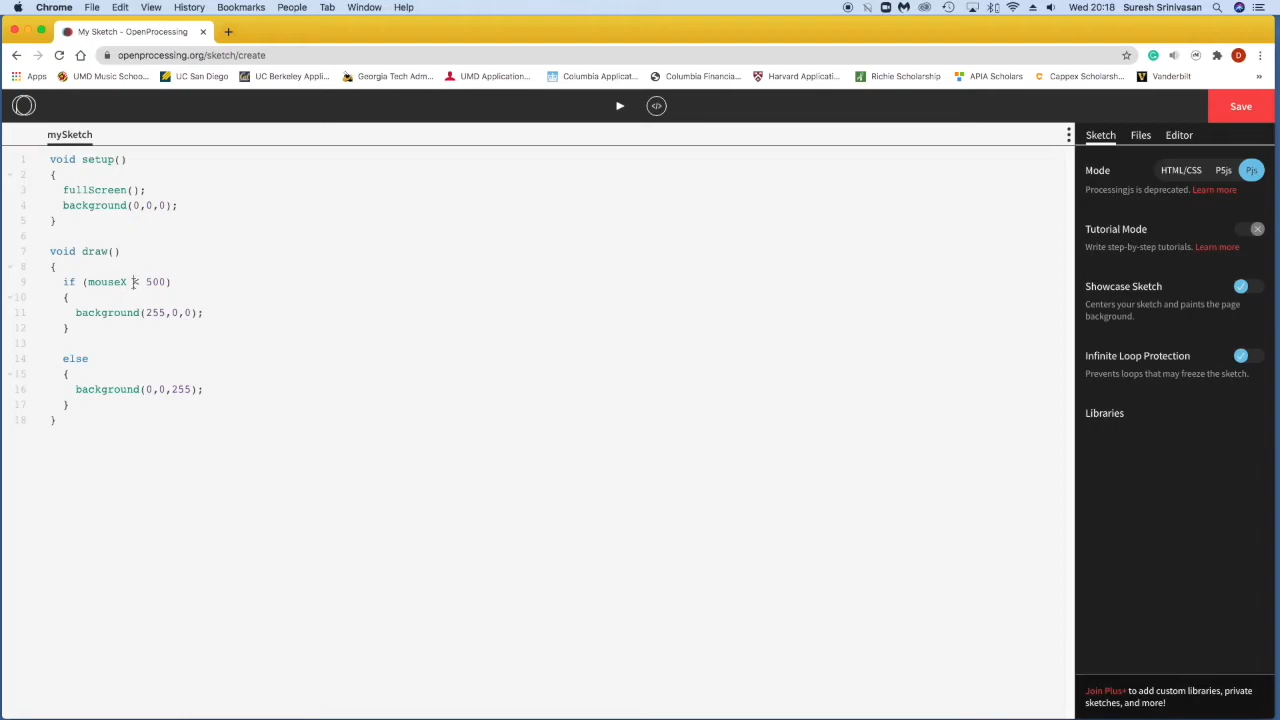 Chrome File Edit View History Bookmarks People Tab Window Help Wed 20:18 Suresh Srinivasan
My Sketch - OpenProcessing
openprocessing.org/sketch/create
Apps UMD Music Schoo... UC San Diego UC Berkeley Appli... Georgia Tech Adm... UMD Application... Columbia Applicat... Columbia Financia... Harvard Applicati... Richie Scholarship APIA Scholars Cappex Scholarsh... Vanderbilt »
</> Save
mySketch
Sketch Files Editor
1 void setup()
2 {
3 fullScreen();
4 background(0,0,0);
5 }
6
7 void draw()
8 {
9 if (mouseX < 500)
10 {
11 background(255,0,0);
12 }
13
14 else
15 {
16 background(0,0,255);
17 }
18 }
Mode HTML/CSS P5js Pjs
Processingjs is deprecated. Learn more
Tutorial Mode
Write step-by-step tutorials. Learn more
Showcase Sketch
Centers your sketch and paints the page
background.
Infinite Loop Protection
Prevents loops that may freeze the sketch.
Libraries
Join Plus+ to add custom libraries, private
sketches, and more!